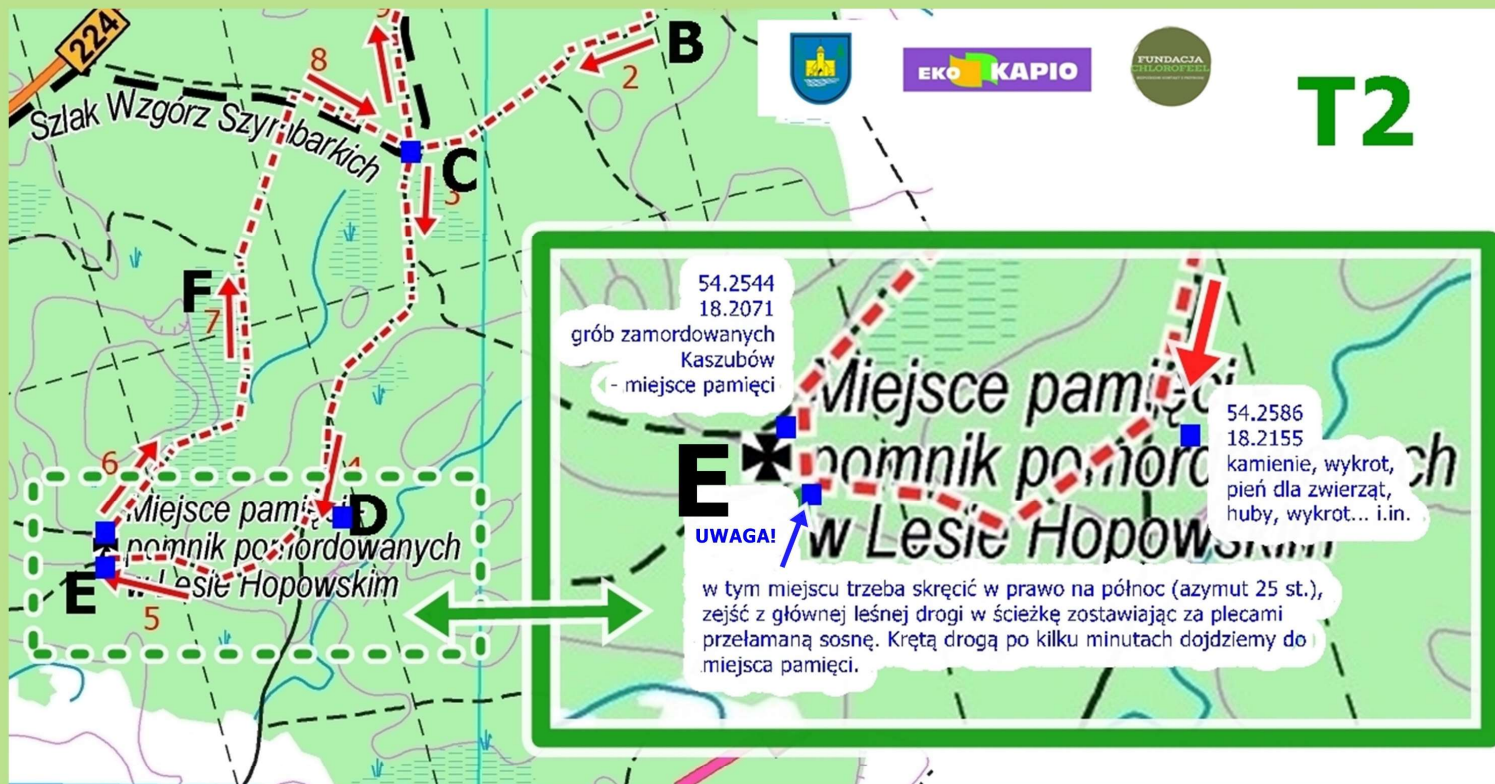 224
9
8
B
2
EKO KAPIO
FUNDACJA
CHLOROFEEL
T2
Szlak Wzgórz Szymbarkich
C
3
F
7
6
4
D
Miejsce pamięci
pomnik pomordowanych
w Lesie Hopowskim
E
5
54.2544
18.2071
grób zamordowanych
Kaszubów
- miejsce pamięci
Miejsce pamięci
pomnik pomordowanych
w Lesie Hopowskim
E
54.2586
18.2155
kamienie, wykrot,
pień dla zwierząt,
huby, wykrot... i.in.
UWAGA!
w tym miejscu trzeba skręcić w prawo na północ (azymut 25 st.),
zejść z głównej leśnej drogi w ścieżkę zostawiając za plecami
przełamaną sosnę. Krętą drogą po kilku minutach dojdziemy do
miejsca pamięci.